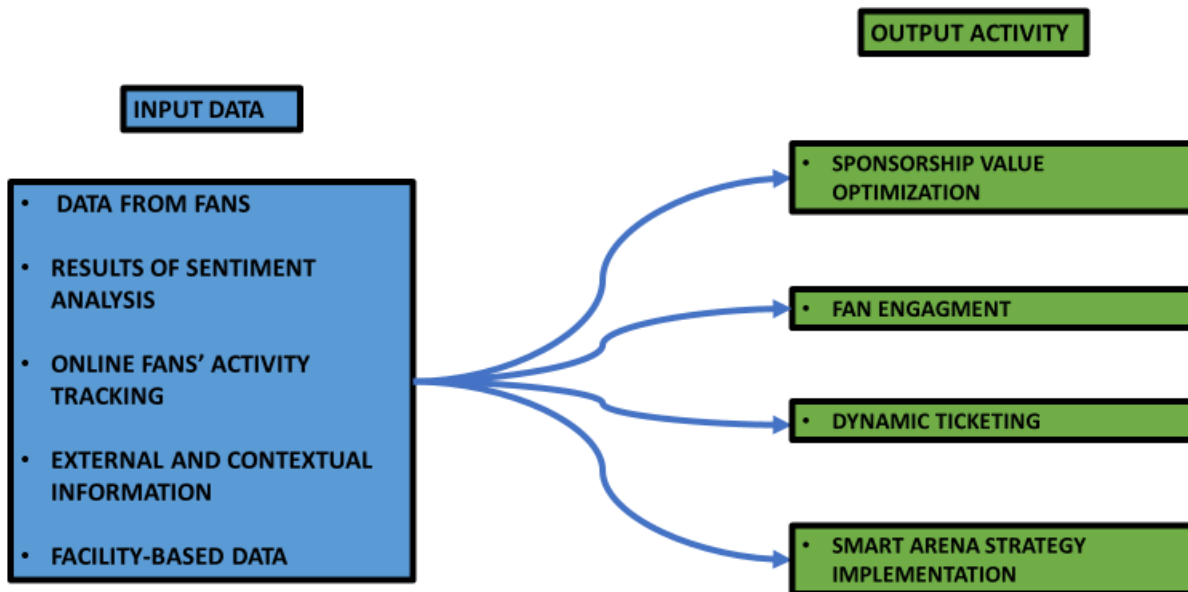 OUTPUT ACTIVITY
INPUT DATA
• DATA FROM FANS
• RESULTS OF SENTIMENT
ANALYSIS
• ONLINE FANS’ ACTIVITY
TRACKING
• EXTERNAL AND CONTEXTUAL
INFORMATION
• FACILITY-BASED DATA
• SPONSORSHIP VALUE
OPTIMIZATION
• FAN ENGAGMENT
• DYNAMIC TICKETING
• SMART ARENA STRATEGY
IMPLEMENTATION